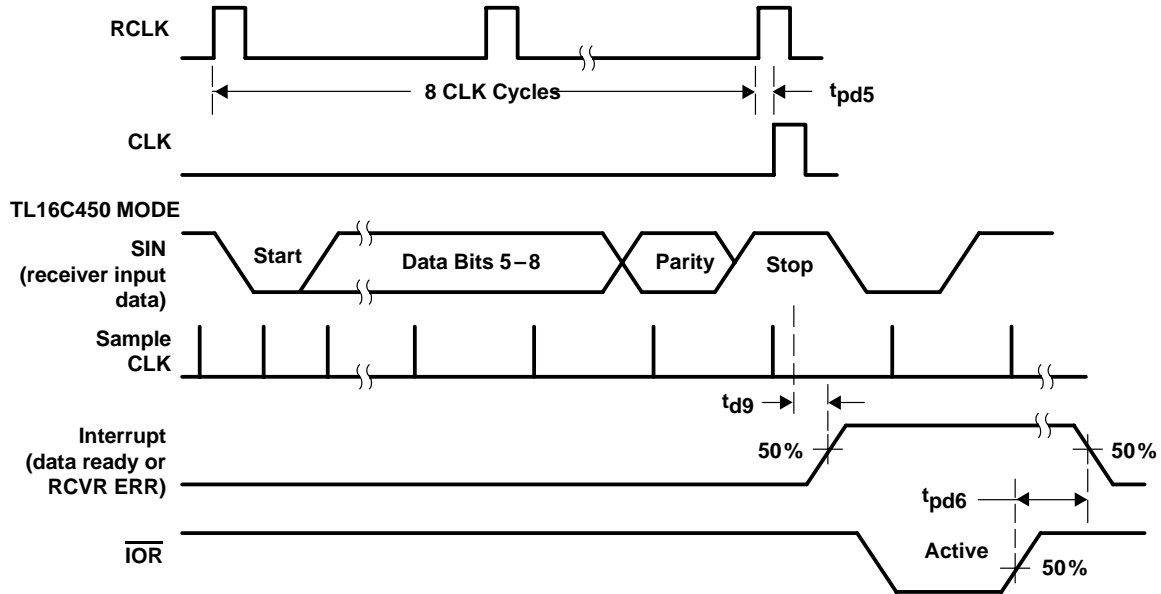 RCLK
8 CLK Cycles
tpd5
CLK
TL16C450 MODE
SIN
(receiver input
data)
Start
Data Bits 5–8
Parity
Stop
Sample
CLK
td9
Interrupt
(data ready or
RCVR ERR)
50%
50%
tpd6
IOR
Active
50%